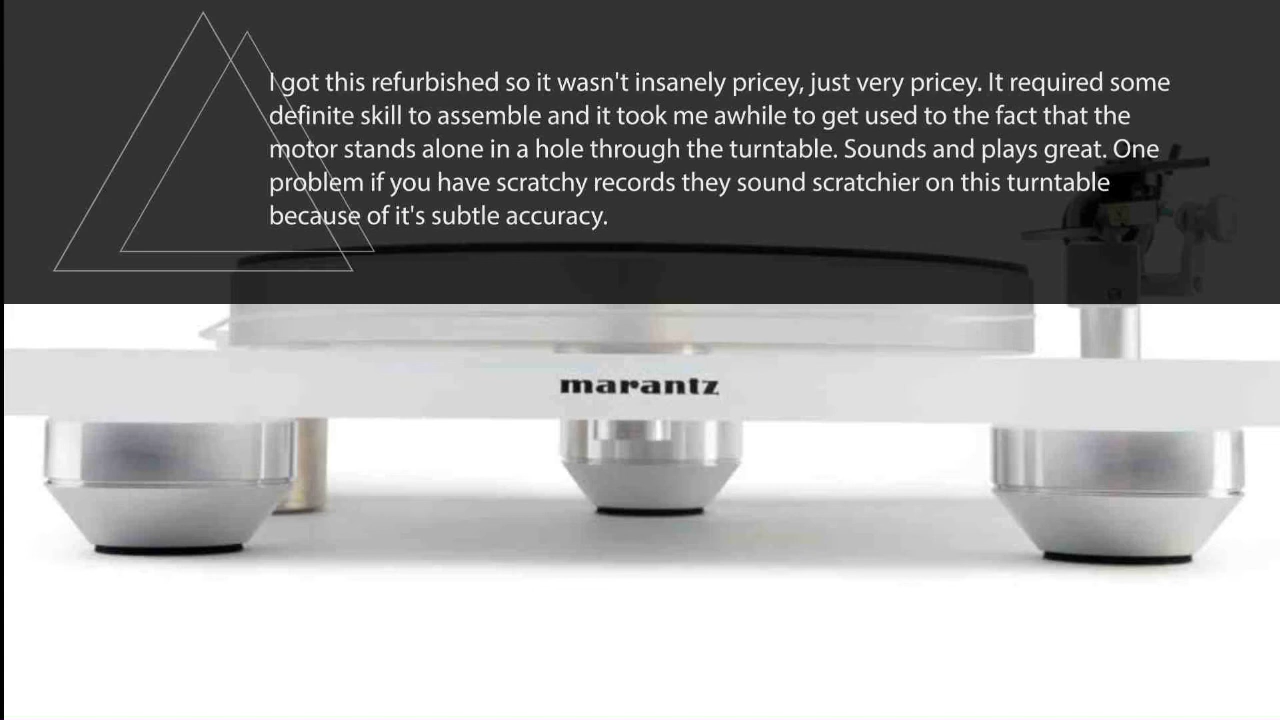 I got this refurbished so it wasn't insanely pricey, just very pricey. It required some
definite skill to assemble and it took me awhile to get used to the fact that the
motor stands alone in a hole through the turntable. Sounds and plays great. One
problem if you have scratchy records they sound scratchier on this turntable
because of it's subtle accuracy.
marantz